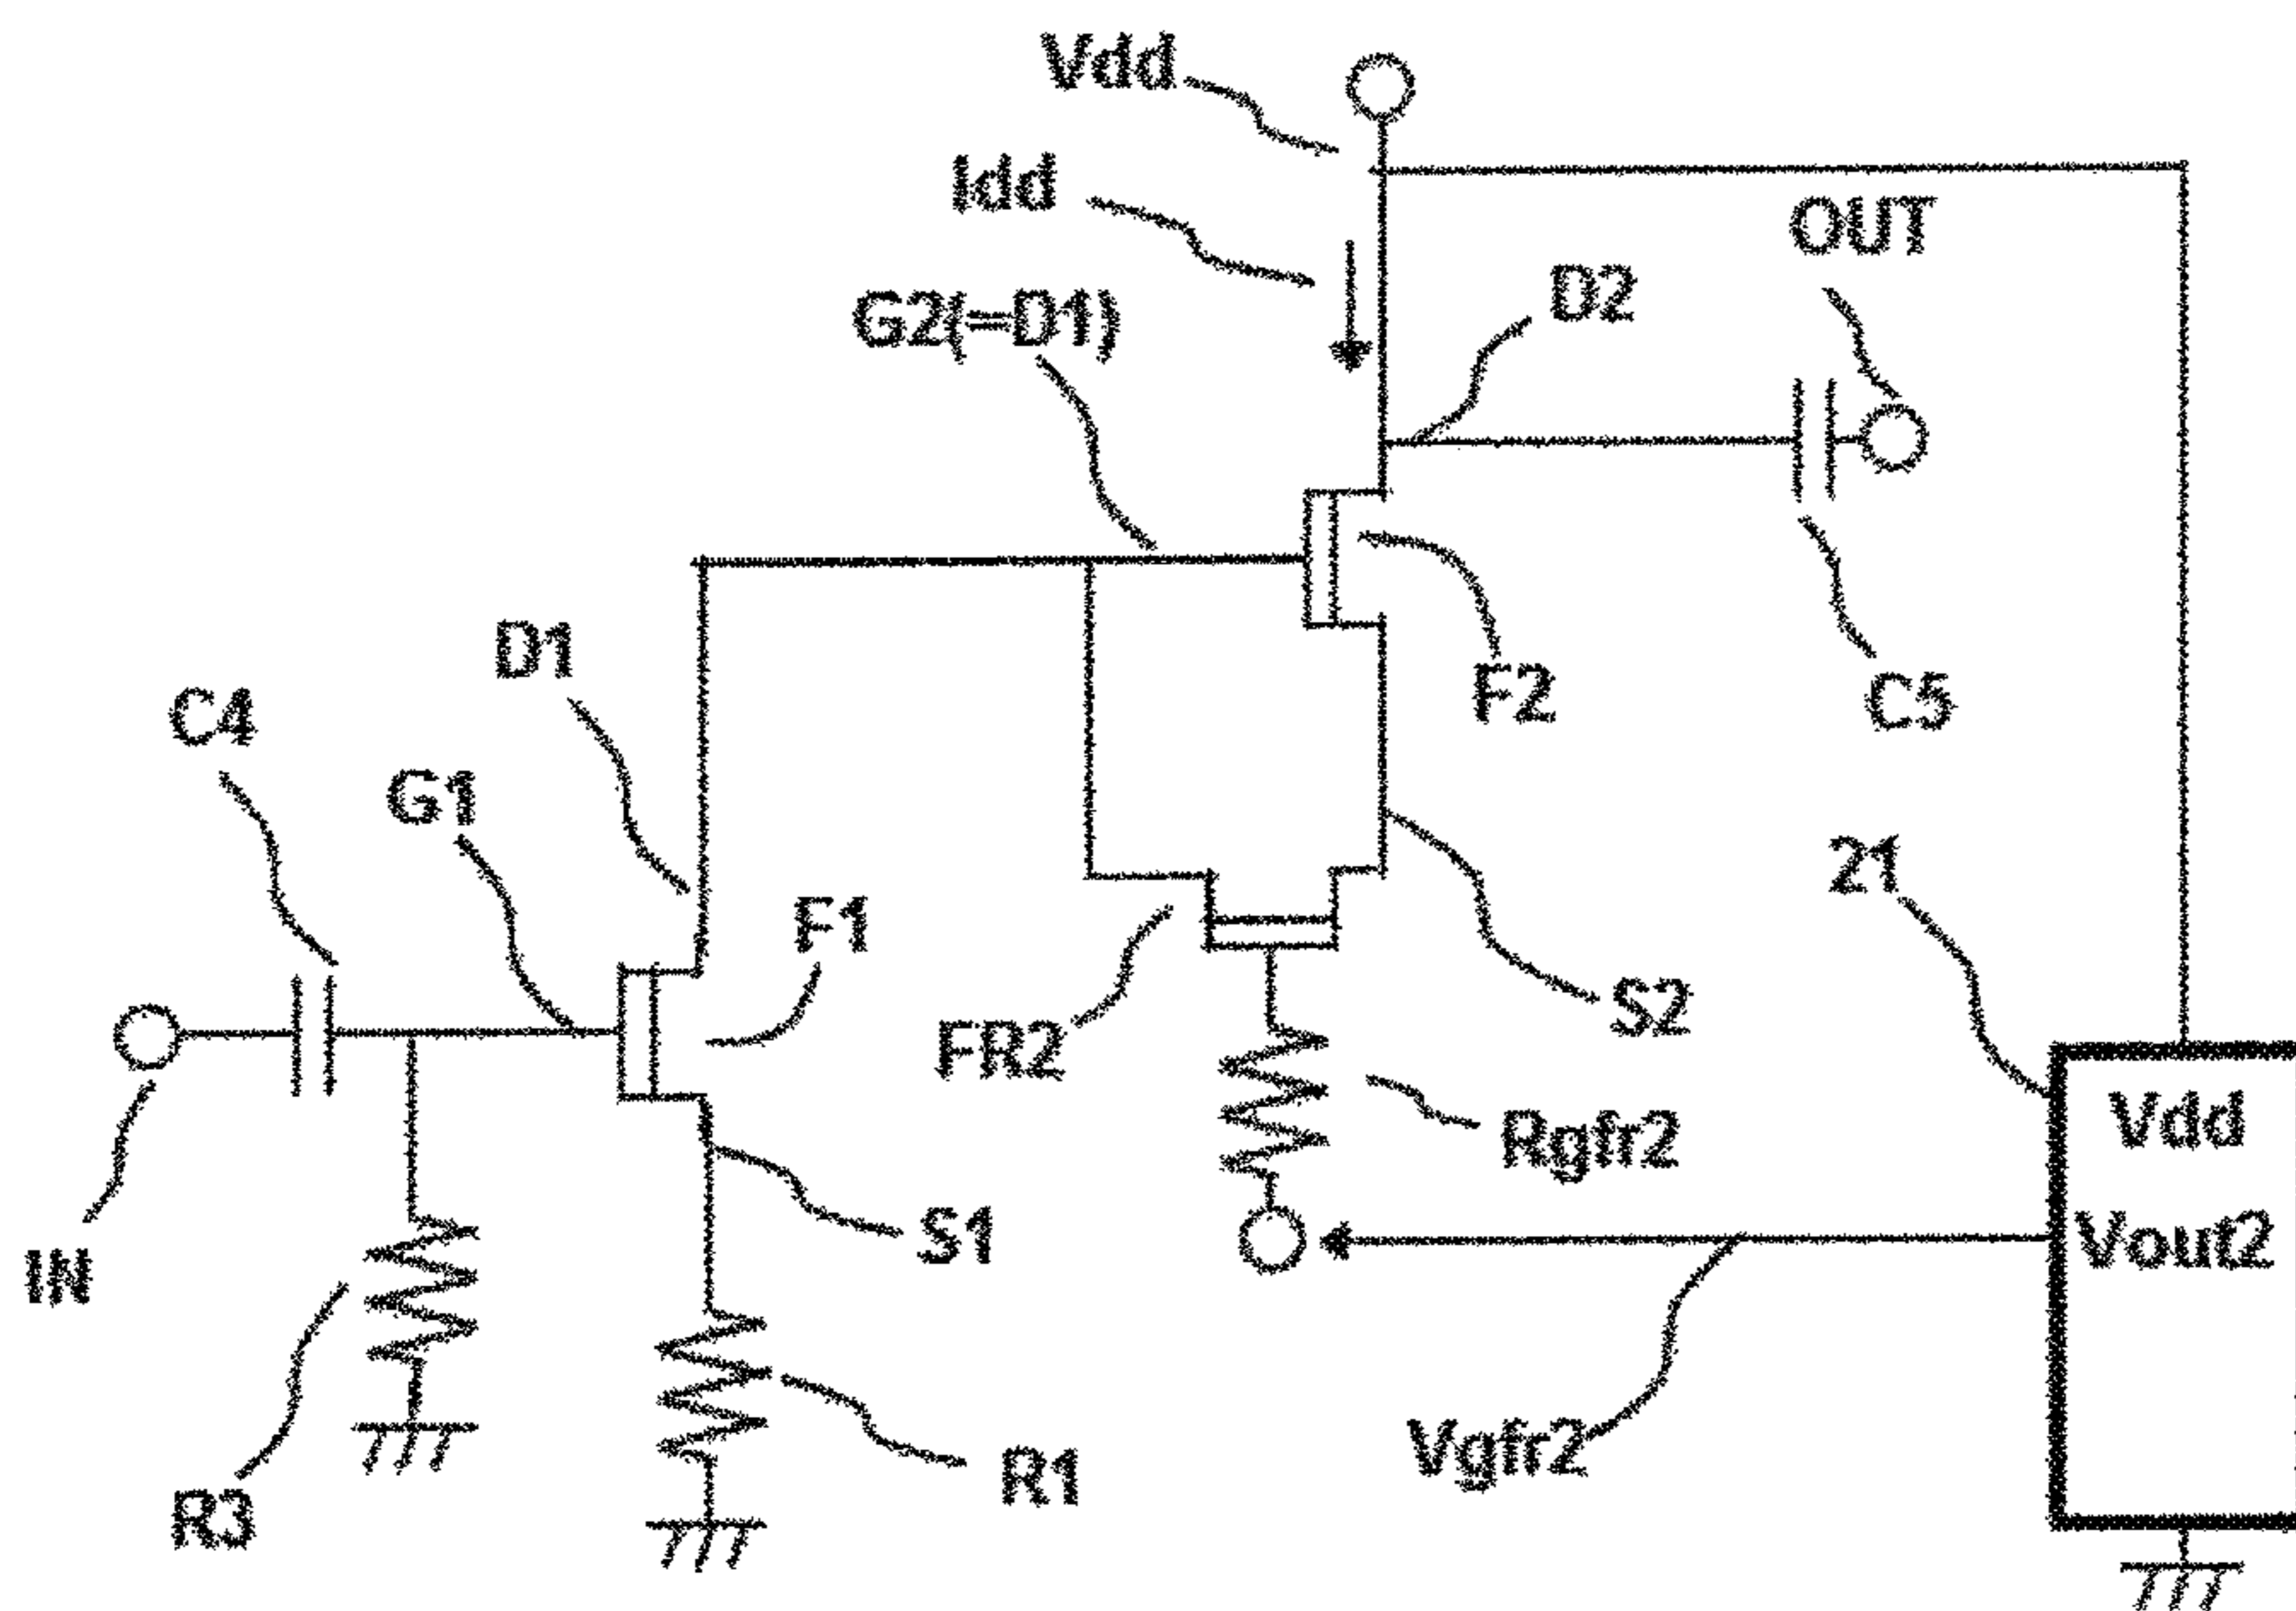 Vdd
Idd
OUT
G2(=D1)
D2
D1
F2
C4
C5
G1
21
F1
S2
FR2
Vdd
Rgfr2
S1
Vout2
IN
Vgfr2
R1
R3